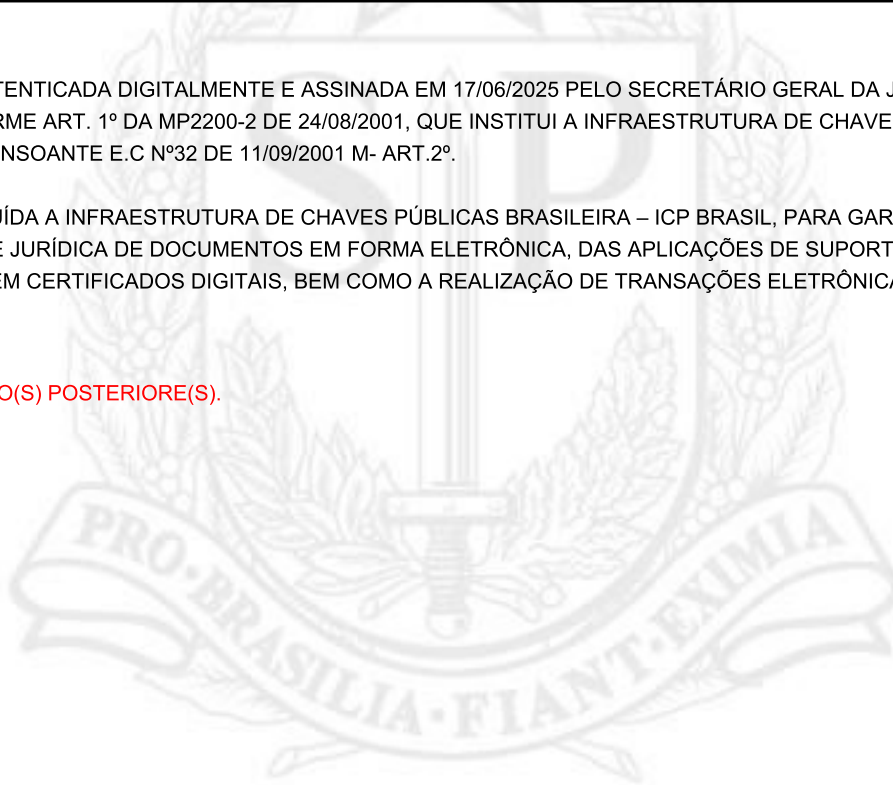 TENTICADA DIGITALMENTE E ASSINADA EM 17/06/2025 PELO SECRETÁRIO GERAL DA J
RME ART. 1º DA MP2200-2 DE 24/08/2001, QUE INSTITUI A INFRAESTRUTURA DE CHAVE
NSOANTE E.C Nº32 DE 11/09/2001 M- ART.2º.
UÍDA A INFRAESTRUTURA DE CHAVES PÚBLICAS BRASILEIRA – ICP BRASIL, PARA GAR
E JURÍDICA DE DOCUMENTOS EM FORMA ELETRÔNICA, DAS APLICAÇÕES DE SUPORT
EM CERTIFICADOS DIGITAIS, BEM COMO A REALIZAÇÃO DE TRANSAÇÕES ELETRÔNICA
O(S) POSTERIORE(S).
SP
PRO·BRASILIA·FIANT·EXIMIA